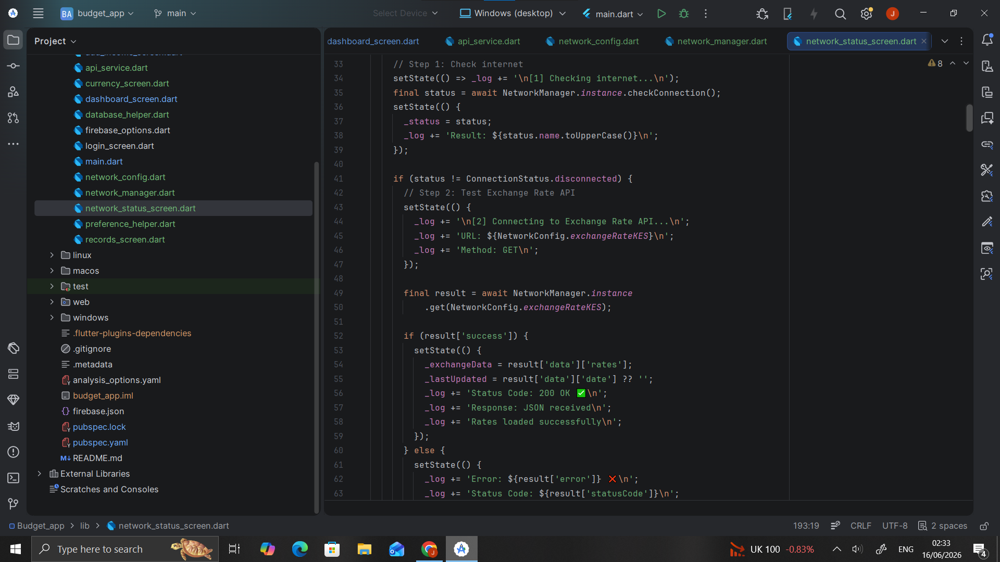 BA budget_app main Select Device Windows (desktop) main.dart J
Project
add_income_screen.dart
api_service.dart
currency_screen.dart
dashboard_screen.dart
database_helper.dart
firebase_options.dart
login_screen.dart
main.dart
network_config.dart
network_manager.dart
network_status_screen.dart
preference_helper.dart
records_screen.dart
linux
macos
test
web
windows
.flutter-plugins-dependencies
.gitignore
.metadata
analysis_options.yaml
budget_app.iml
firebase.json
pubspec.lock
pubspec.yaml
M↓ README.md
External Libraries
Scratches and Consoles
dashboard_screen.dart api_service.dart network_config.dart network_manager.dart network_status_screen.dart
8
33 // Step 1: Check internet
34 setState(() => _log += '\n[1] Checking internet...\n');
35 final status = await NetworkManager.instance.checkConnection();
36 setState(() {
37 _status = status;
38 _log += 'Result: ${status.name.toUpperCase()}\n';
39 });
40
41 if (status != ConnectionStatus.disconnected) {
42 // Step 2: Test Exchange Rate API
43 setState(() {
44 _log += '\n[2] Connecting to Exchange Rate API...\n';
45 _log += 'URL: ${NetworkConfig.exchangeRateKES}\n';
46 _log += 'Method: GET\n';
47 });
48
49 final result = await NetworkManager.instance
50 .get(NetworkConfig.exchangeRateKES);
51
52 if (result['success']) {
53 setState(() {
54 _exchangeData = result['data']['rates'];
55 _lastUpdated = result['data']['date'] ?? '';
56 _log += 'Status Code: 200 OK ✅\n';
57 _log += 'Response: JSON received\n';
58 _log += 'Rates loaded successfully\n';
59 });
60 } else {
61 setState(() {
62 _log += 'Error: ${result['error']} ❌\n';
63 _log += 'Status Code: ${result['statusCode']}\n';
Budget_app > lib > network_status_screen.dart 193:19 CRLF UTF-8 2 spaces
Type here to search UK 100 -0.83% ENG 02:33
16/06/2026 4